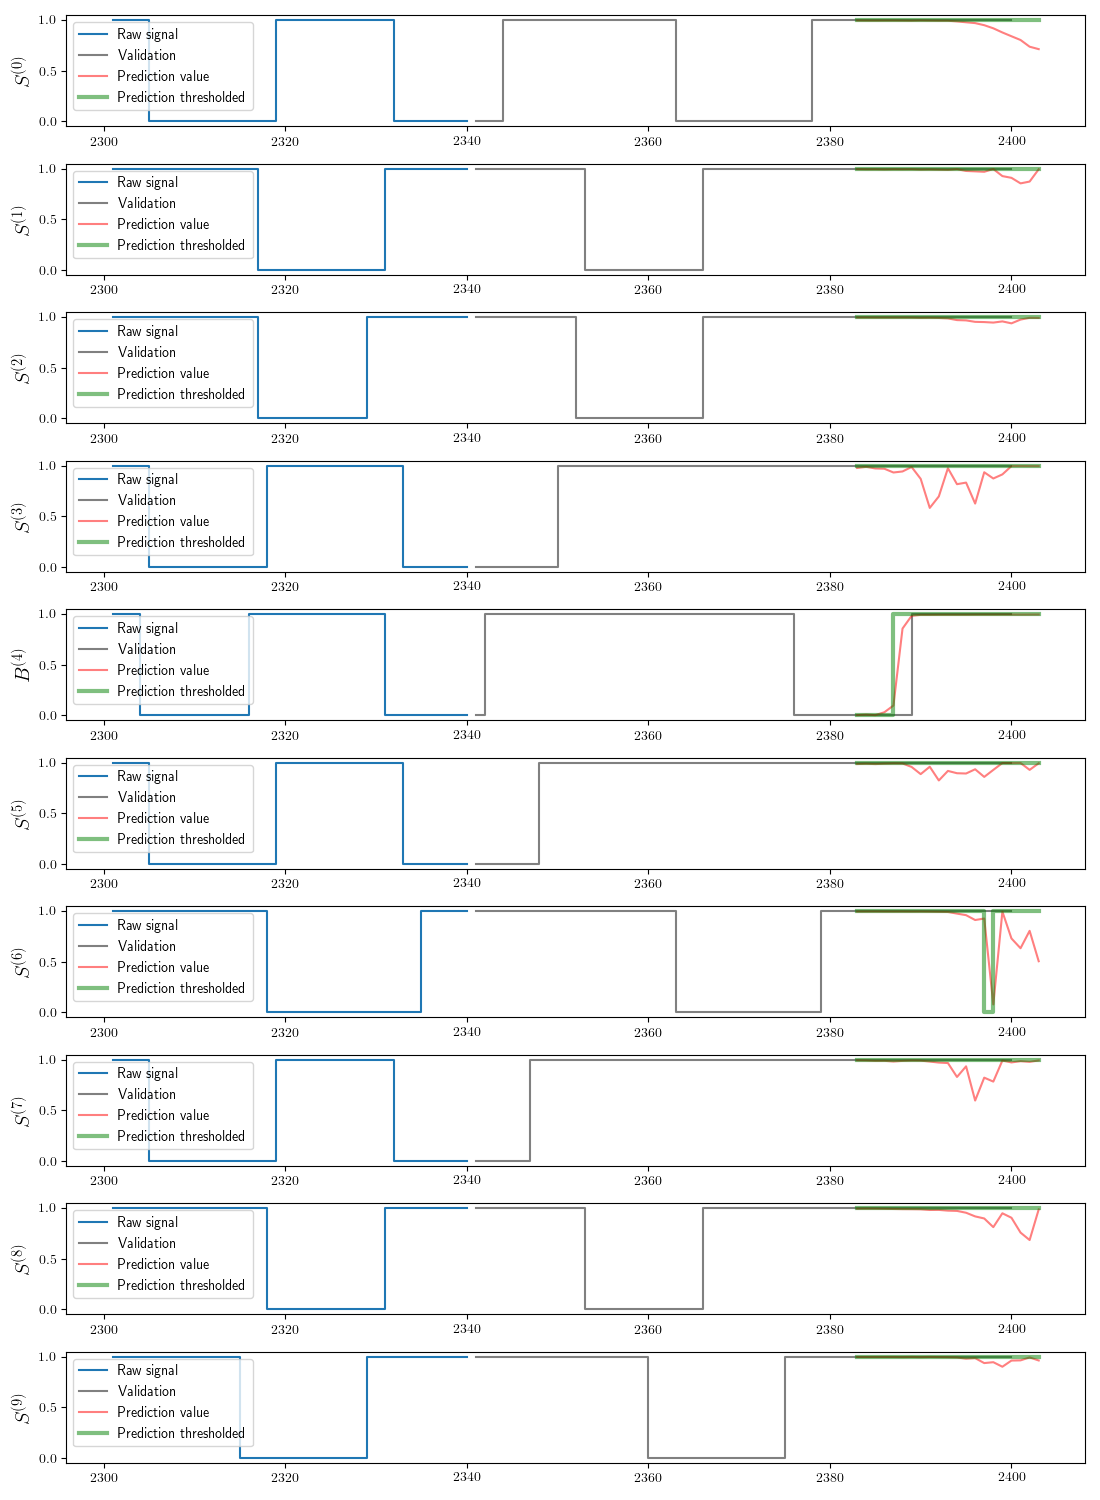 S(0)
1.0
0.5
0.0
Raw signal
Validation
Prediction value
Prediction thresholded
2300 2320 2340 2360 2380 2400
S(1)
1.0
0.5
0.0
Raw signal
Validation
Prediction value
Prediction thresholded
2300 2320 2340 2360 2380 2400
S(2)
1.0
0.5
0.0
Raw signal
Validation
Prediction value
Prediction thresholded
2300 2320 2340 2360 2380 2400
S(3)
1.0
0.5
0.0
Raw signal
Validation
Prediction value
Prediction thresholded
2300 2320 2340 2360 2380 2400
B(4)
1.0
0.5
0.0
Raw signal
Validation
Prediction value
Prediction thresholded
2300 2320 2340 2360 2380 2400
S(5)
1.0
0.5
0.0
Raw signal
Validation
Prediction value
Prediction thresholded
2300 2320 2340 2360 2380 2400
S(6)
1.0
0.5
0.0
Raw signal
Validation
Prediction value
Prediction thresholded
2300 2320 2340 2360 2380 2400
S(7)
1.0
0.5
0.0
Raw signal
Validation
Prediction value
Prediction thresholded
2300 2320 2340 2360 2380 2400
S(8)
1.0
0.5
0.0
Raw signal
Validation
Prediction value
Prediction thresholded
2300 2320 2340 2360 2380 2400
S(9)
1.0
0.5
0.0
Raw signal
Validation
Prediction value
Prediction thresholded
2300 2320 2340 2360 2380 2400